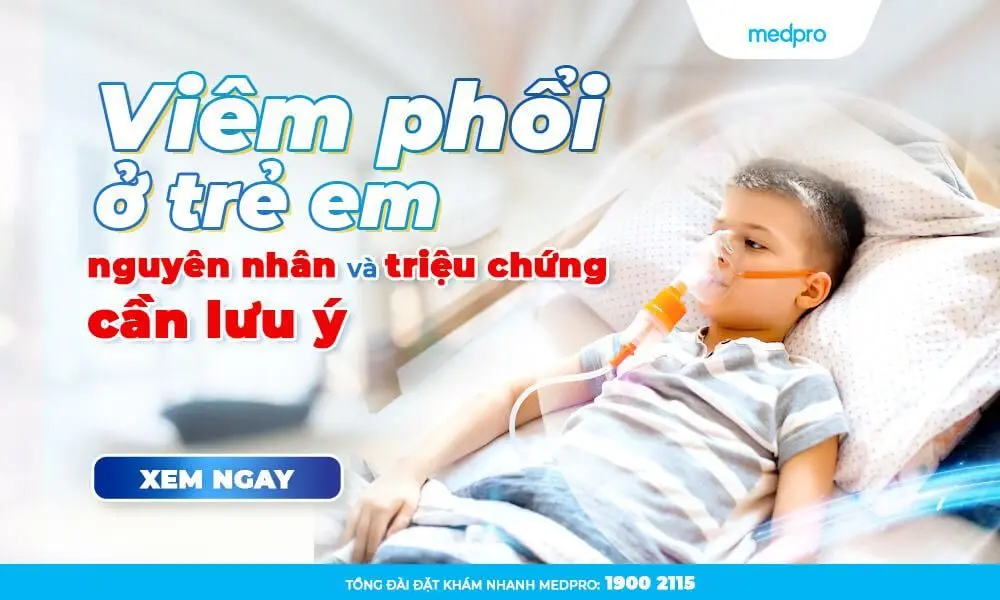 medpro
Viêm phổi
ở trẻ em
nguyên nhân và triệu chứng
cần lưu ý
XEM NGAY
TỔNG ĐÀI ĐẶT KHÁM NHANH MEDPRO: 1900 2115